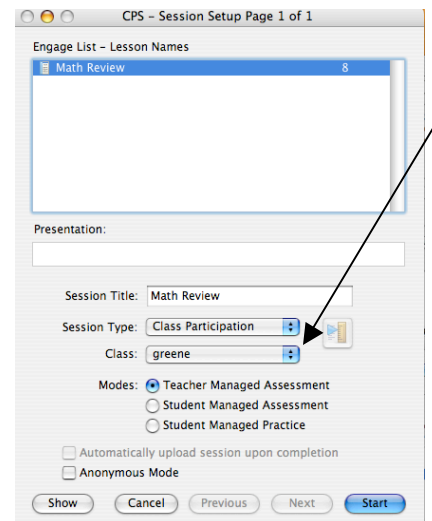 CPS – Session Setup Page 1 of 1
Engage List – Lesson Names
Math Review 8
Presentation:
Session Title: Math Review
Session Type: Class Participation
Class: greene
Modes: Teacher Managed Assessment
Student Managed Assessment
Student Managed Practice
Automatically upload session upon completion
Anonymous Mode
Show Cancel Previous Next Start